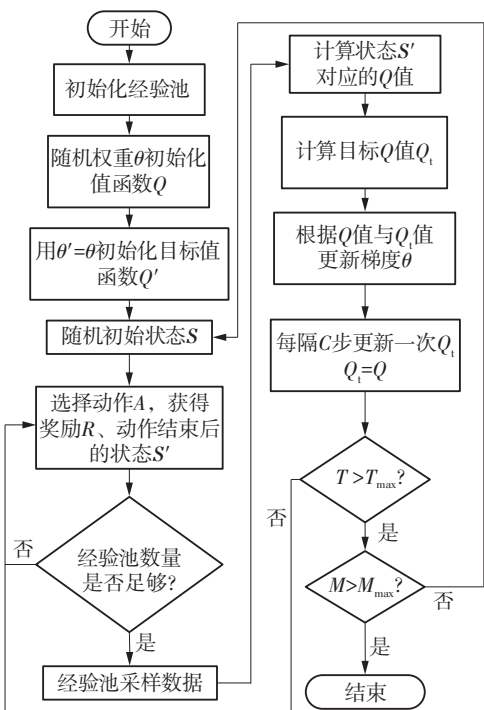 开始
初始化经验池
随机权重θ初始化
值函数Q
用θ′=θ初始化目标值
函数Q′
随机初始状态S
选择动作A，获得
奖励R、动作结束后
的状态S′
否
经验池数量
是否足够?
是
经验池采样数据
计算状态S′
对应的Q值
计算目标Q值Qt
根据Q值与Qt值
更新梯度θ
每隔C步更新一次Qt
Qt=Q
T>Tmax?
否
是
M>Mmax?
否
是
结束